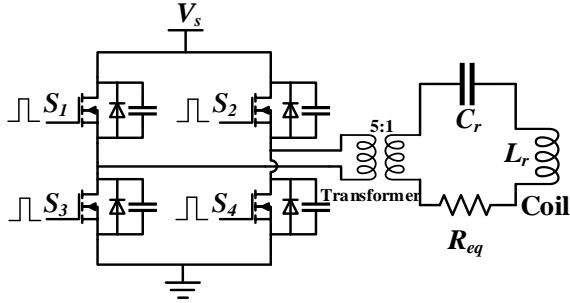 Vs
S1
S2
5:1
Cr
Lr
Transformer
S3
S4
Coil
Req